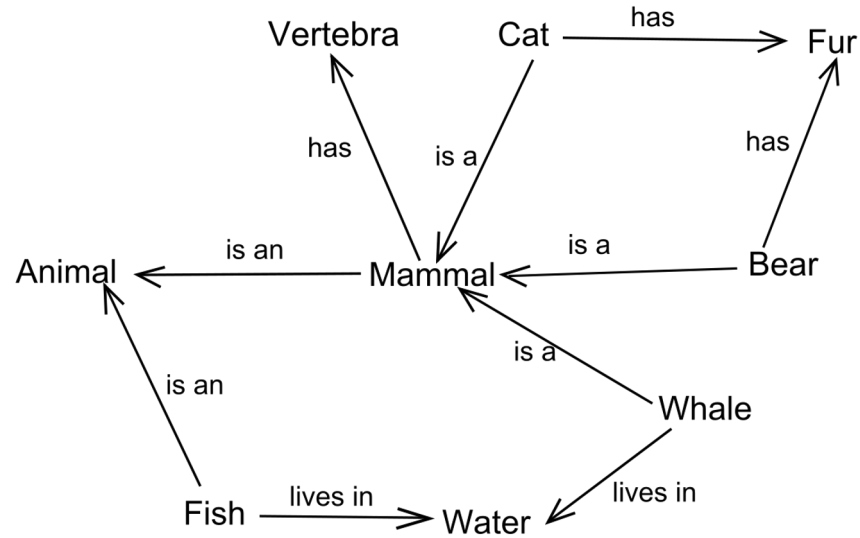 Vertebra
Cat
has
Fur
has
is a
has
is an
is a
Animal
Mammal
Bear
is a
is an
Whale
lives in
lives in
Fish
Water